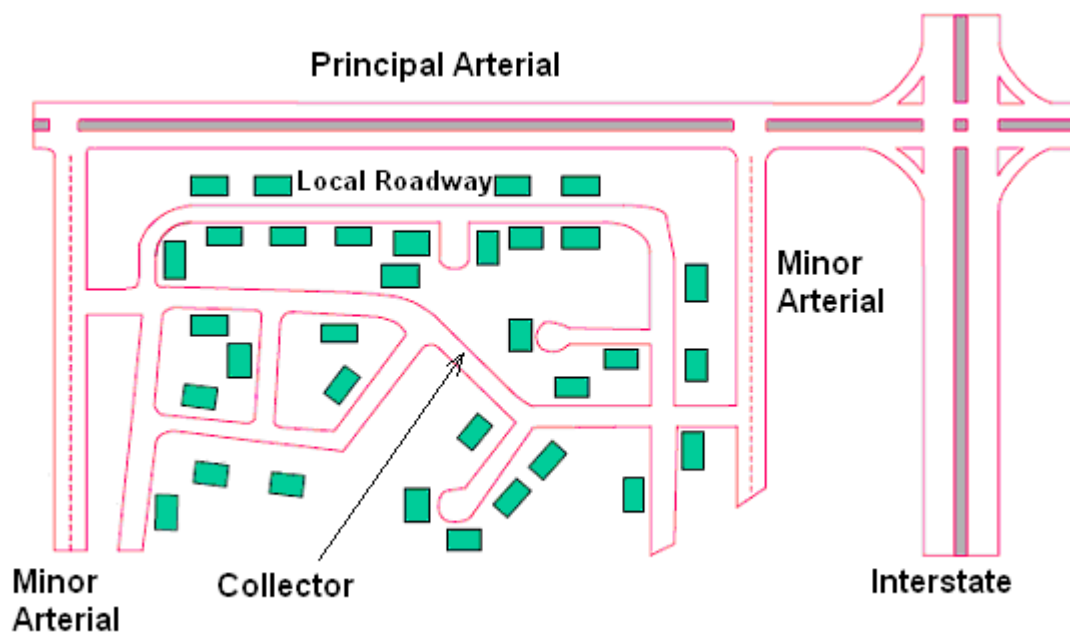 Principal Arterial
Local Roadway
Minor
Arterial
Minor
Arterial
Collector
Interstate